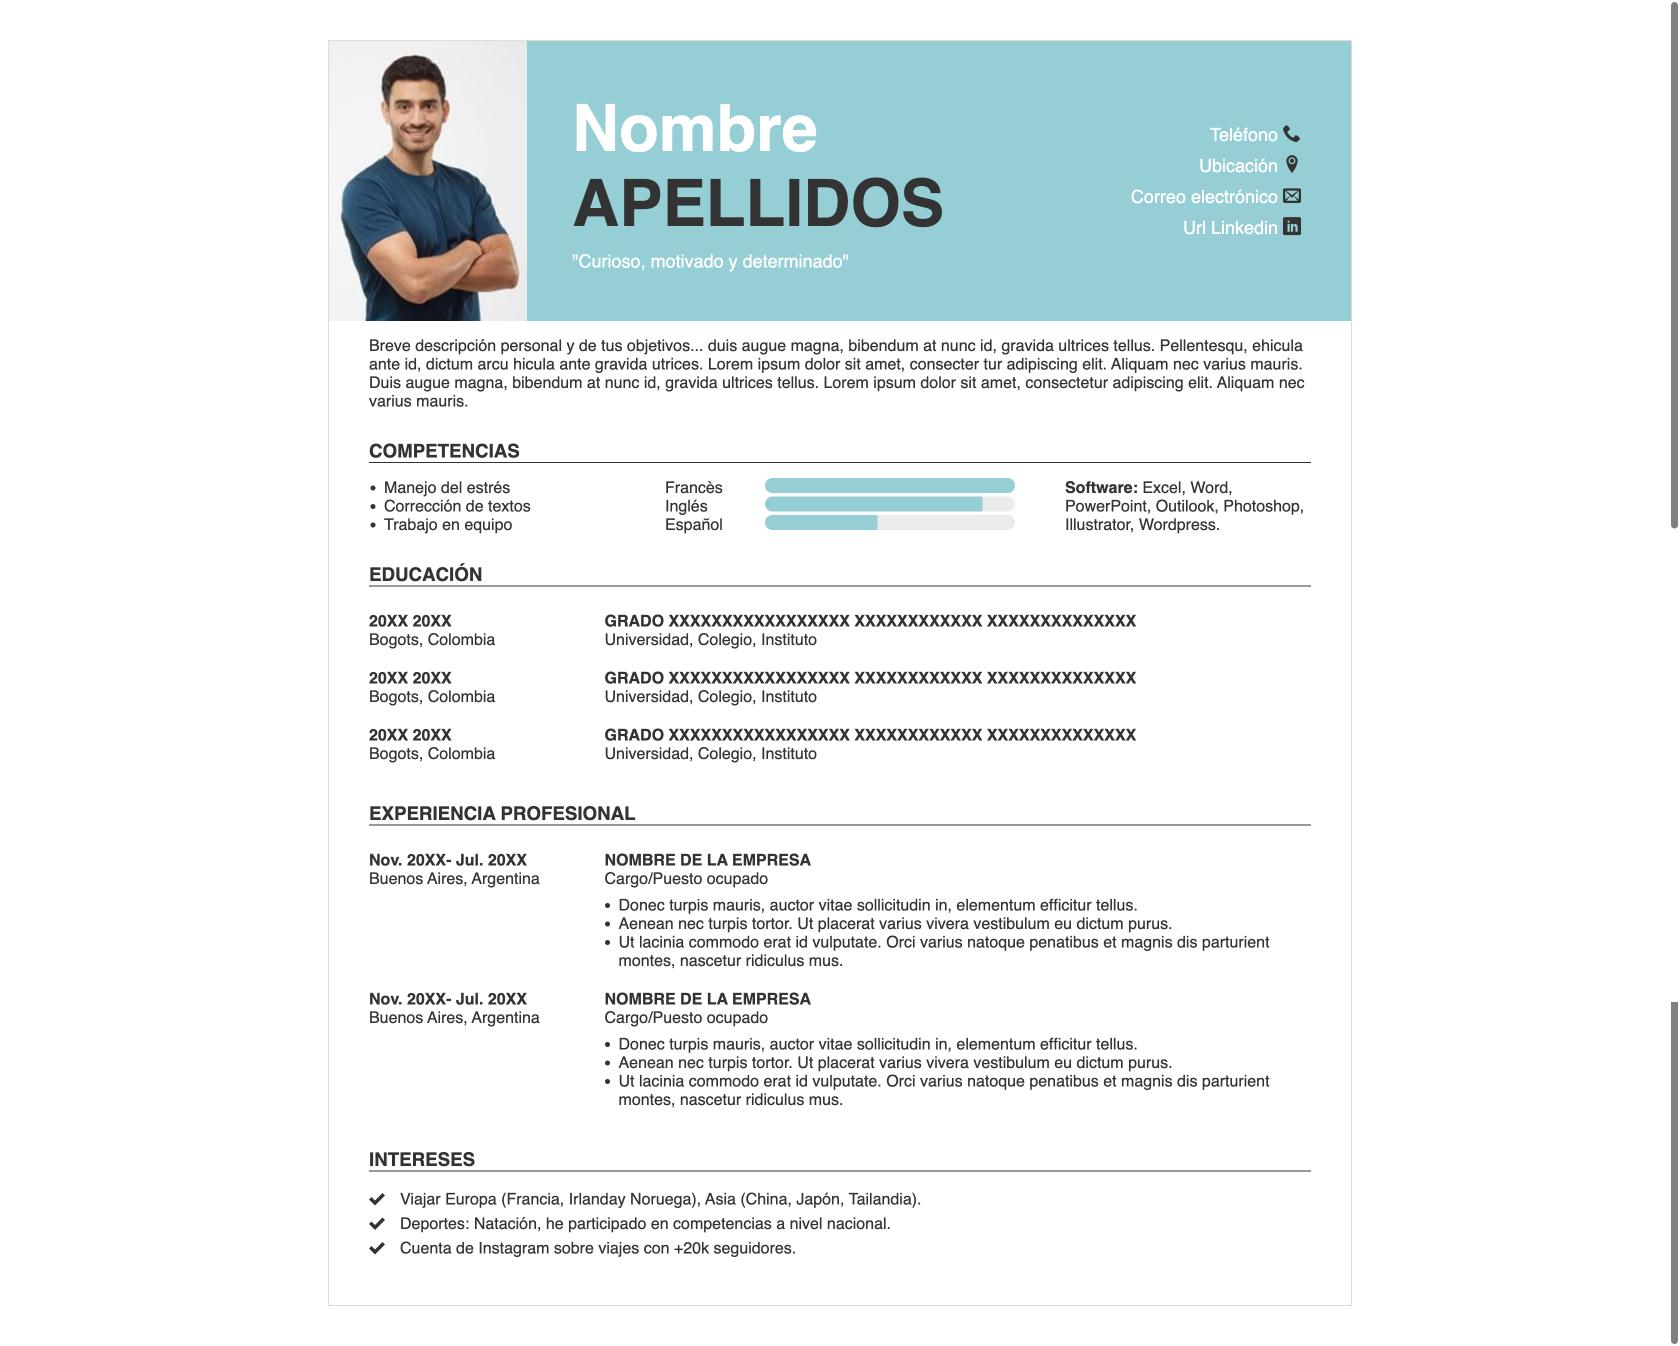 Nombre
APELLIDOS
"Curioso, motivado y determinado"
Teléfono
Ubicación
Correo electrónico
Url Linkedin
Breve descripción personal y de tus objetivos... duis augue magna, bibendum at nunc id, gravida ultrices tellus. Pellentesqu, ehicula
ante id, dictum arcu hicula ante gravida utrices. Lorem ipsum dolor sit amet, consecter tur adipiscing elit. Aliquam nec varius mauris.
Duis augue magna, bibendum at nunc id, gravida ultrices tellus. Lorem ipsum dolor sit amet, consectetur adipiscing elit. Aliquam nec
varius mauris.
COMPETENCIAS
• Manejo del estrés
• Corrección de textos
• Trabajo en equipo
Francès
Inglés
Español
Software: Excel, Word,
PowerPoint, Outilook, Photoshop,
Illustrator, Wordpress.
EDUCACIÓN
20XX 20XX
Bogots, Colombia
GRADO XXXXXXXXXXXXXXXXX XXXXXXXXXXXX XXXXXXXXXXXXXX
Universidad, Colegio, Instituto
20XX 20XX
Bogots, Colombia
GRADO XXXXXXXXXXXXXXXXX XXXXXXXXXXXX XXXXXXXXXXXXXX
Universidad, Colegio, Instituto
20XX 20XX
Bogots, Colombia
GRADO XXXXXXXXXXXXXXXXX XXXXXXXXXXXX XXXXXXXXXXXXXX
Universidad, Colegio, Instituto
EXPERIENCIA PROFESIONAL
Nov. 20XX- Jul. 20XX
Buenos Aires, Argentina
NOMBRE DE LA EMPRESA
Cargo/Puesto ocupado
• Donec turpis mauris, auctor vitae sollicitudin in, elementum efficitur tellus.
• Aenean nec turpis tortor. Ut placerat varius vivera vestibulum eu dictum purus.
• Ut lacinia commodo erat id vulputate. Orci varius natoque penatibus et magnis dis parturient
montes, nascetur ridiculus mus.
Nov. 20XX- Jul. 20XX
Buenos Aires, Argentina
NOMBRE DE LA EMPRESA
Cargo/Puesto ocupado
• Donec turpis mauris, auctor vitae sollicitudin in, elementum efficitur tellus.
• Aenean nec turpis tortor. Ut placerat varius vivera vestibulum eu dictum purus.
• Ut lacinia commodo erat id vulputate. Orci varius natoque penatibus et magnis dis parturient
montes, nascetur ridiculus mus.
INTERESES
Viajar Europa (Francia, Irlanday Noruega), Asia (China, Japón, Tailandia).
Deportes: Natación, he participado en competencias a nivel nacional.
Cuenta de Instagram sobre viajes con +20k seguidores.